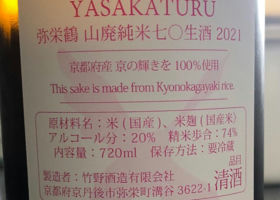 YASAKATURU
弥栄鶴 山廃純米七〇生酒 2021
京都府産 京の輝きを100%使用
This sake is made from Kyonokagayaki rice.
原材料名：米（国産）、米麹（国産米）
アルコール分：20% 精米歩合：74%
内容量：720ml 保存方法：要冷蔵
品目
製造者：竹野酒造有限会社 清酒
京都府京丹後市弥栄町溝谷 3622-1